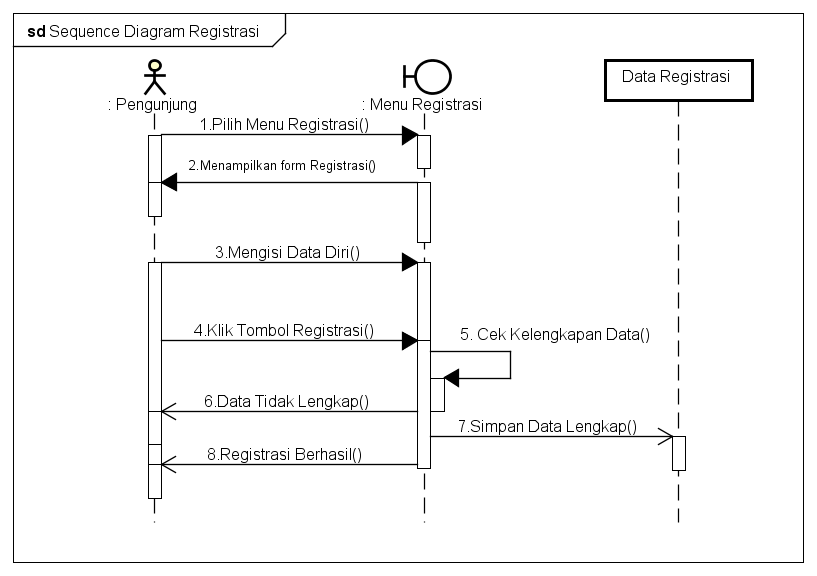 sd Sequence Diagram Registrasi
: Pengunjung
: Menu Registrasi
Data Registrasi
1.Pilih Menu Registrasi()
2.Menampilkan form Registrasi()
3.Mengisi Data Diri()
4.Klik Tombol Registrasi()
5. Cek Kelengkapan Data()
6.Data Tidak Lengkap()
7.Simpan Data Lengkap()
8.Registrasi Berhasil()